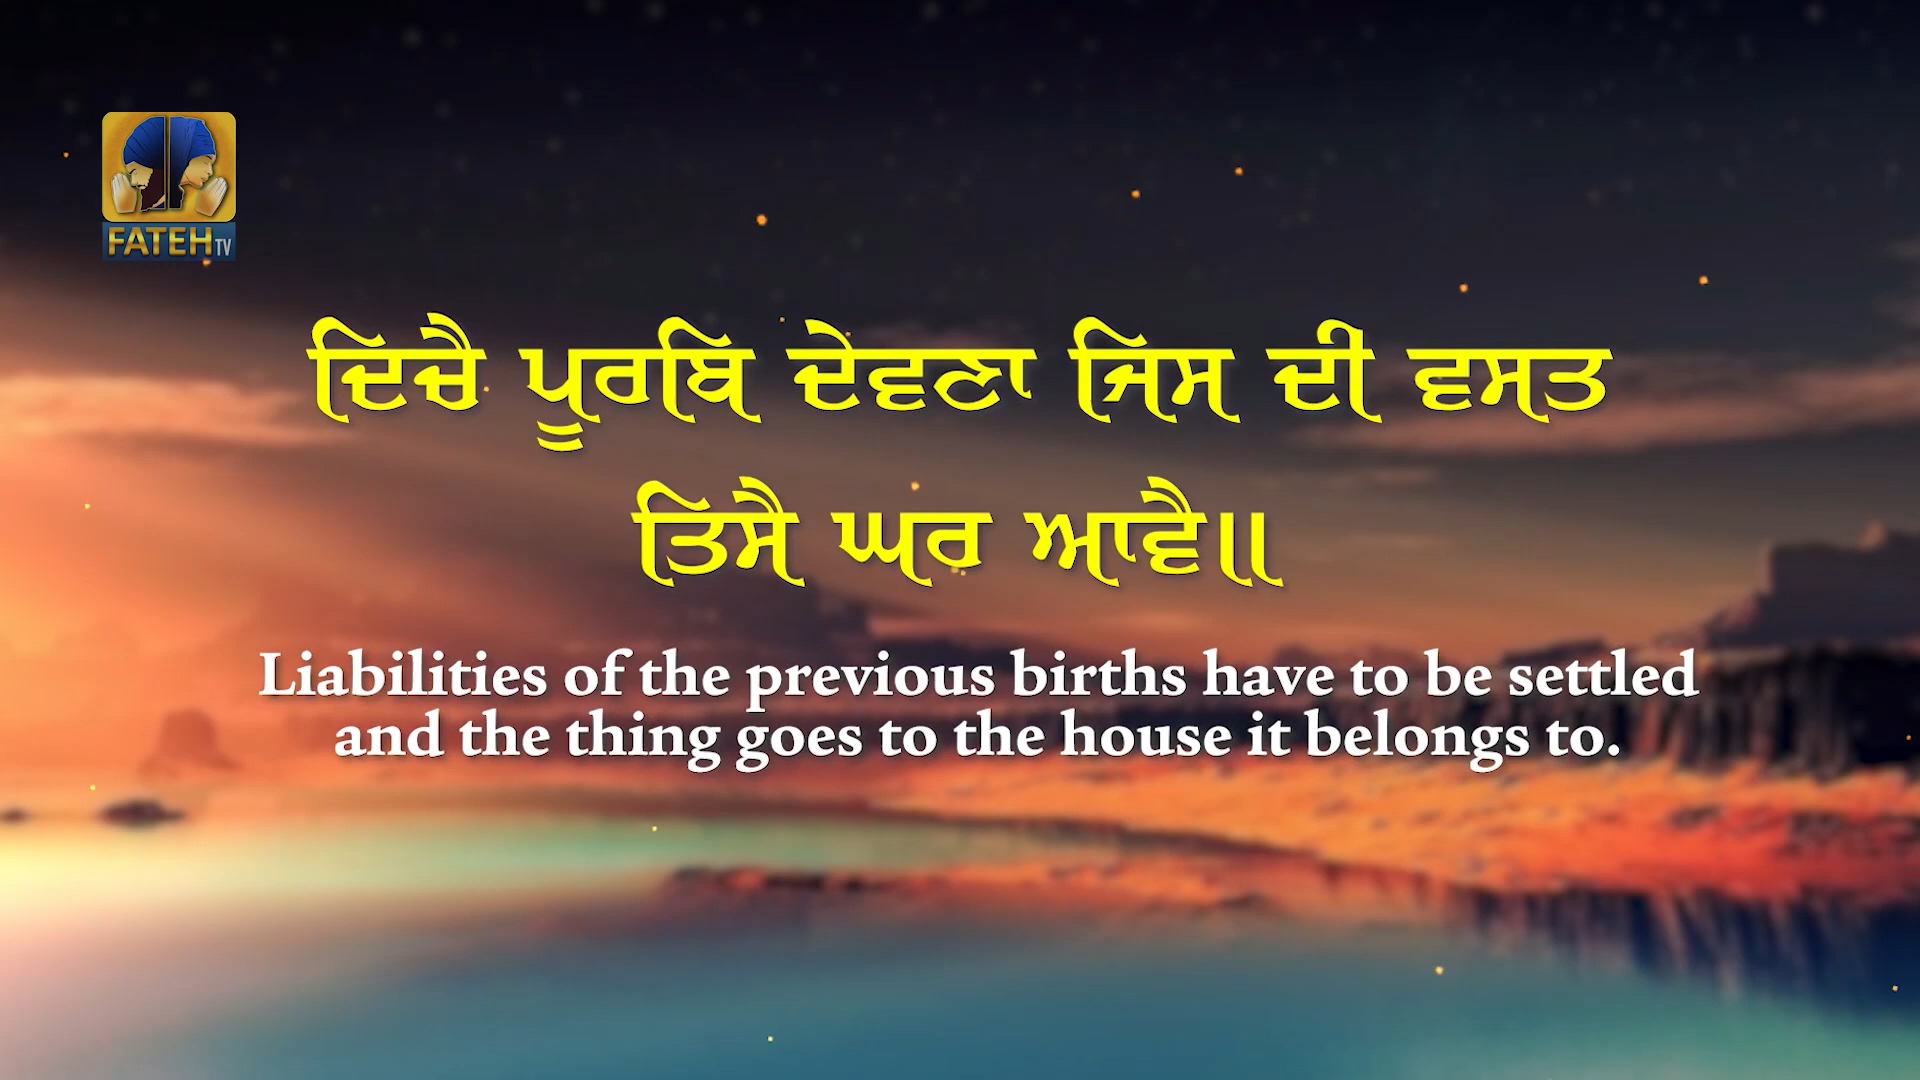 FATEH TV
ਦਿੱਚੈ ਪੂਰਬਿ ਦੇਵਣਾ ਜਿਸ ਦੀ ਵਸਤ
ਤਿਸੈ ਘਰ ਆਵੈ॥
Liabilities of the previous births have to be settled
and the thing goes to the house it belongs to.